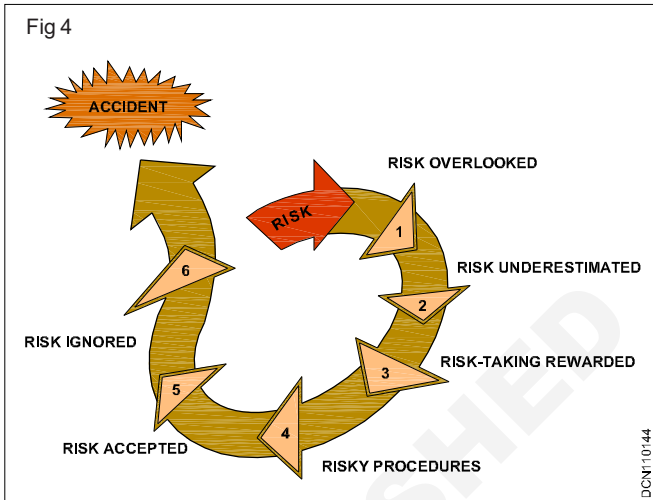 Fig 4
ACCIDENT
RISK
RISK OVERLOOKED
1
RISK UNDERESTIMATED
2
RISK-TAKING REWARDED
3
RISKY PROCEDURES
4
RISK ACCEPTED
5
RISK IGNORED
6
DCN110144
SHED